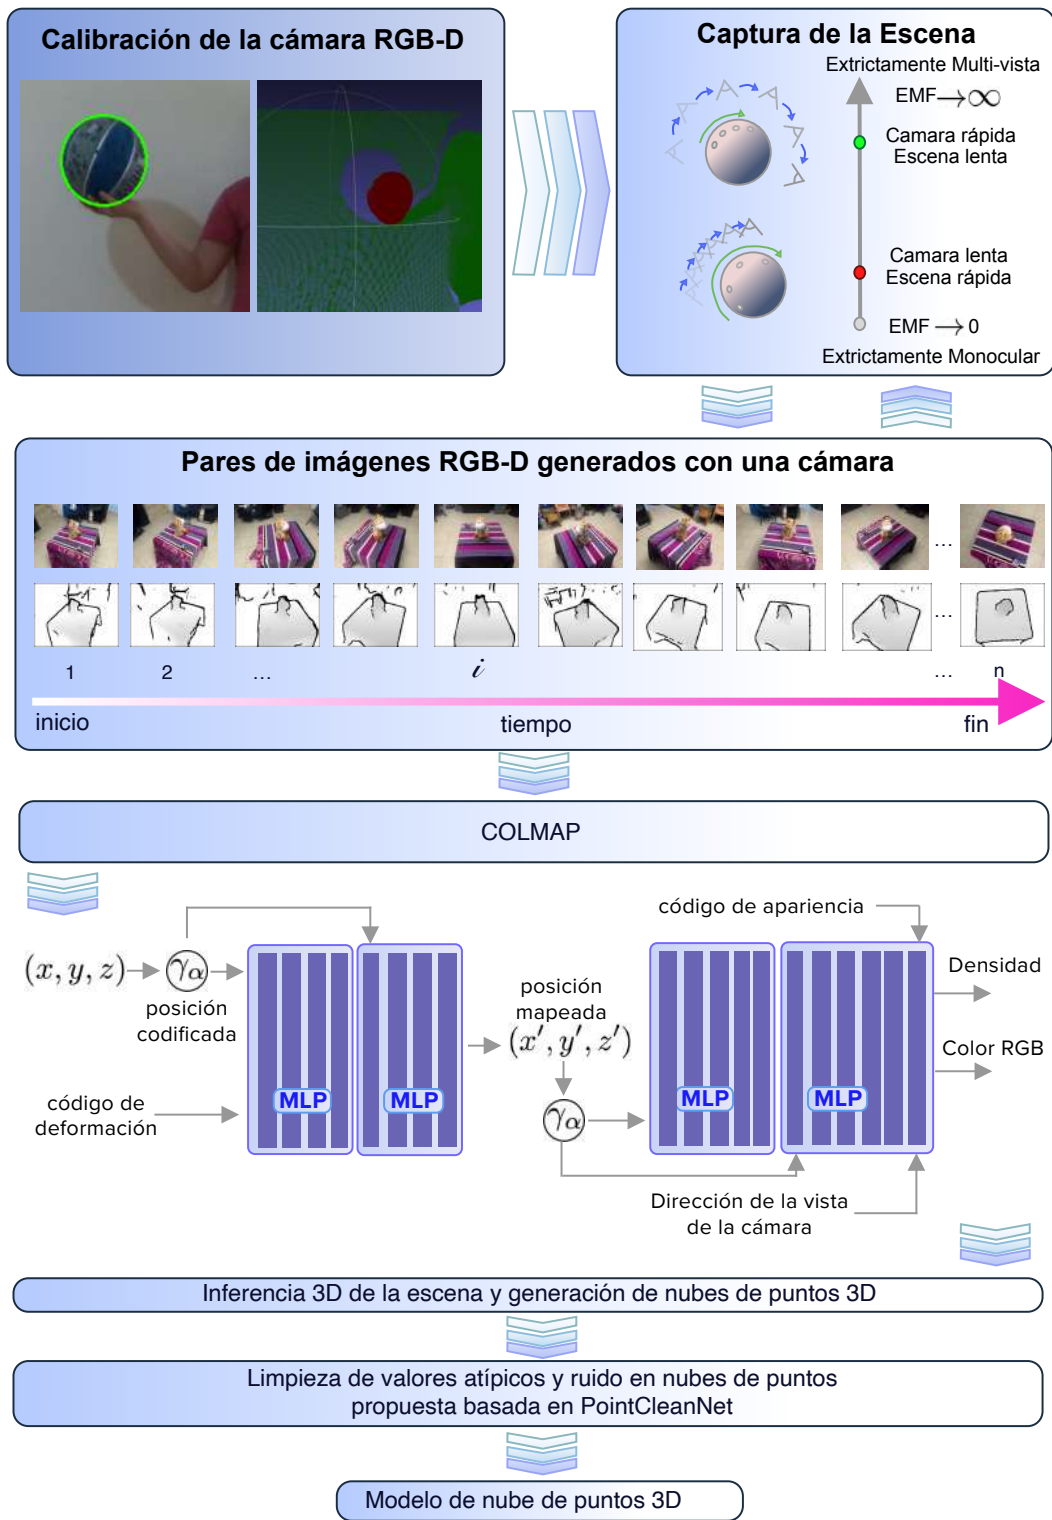 Calibración de la cámara RGB-D
Captura de la Escena
Extrictamente Multi-vista
EMF→∞
Camara rápida
Escena lenta
Camara lenta
Escena rápida
EMF → 0
Extrictamente Monocular
Pares de imágenes RGB-D generados con una cámara
...
...
1 2 ... i ... n
inicio tiempo fin
COLMAP
(x, y, z)
γα
posición
codificada
código de
deformación
MLP
MLP
posición
mapeada
(x′, y′, z′)
γα
código de apariencia
MLP
MLP
Densidad
Color RGB
Dirección de la vista
de la cámara
Inferencia 3D de la escena y generación de nubes de puntos 3D
Limpieza de valores atípicos y ruido en nubes de puntos
propuesta basada en PointCleanNet
Modelo de nube de puntos 3D